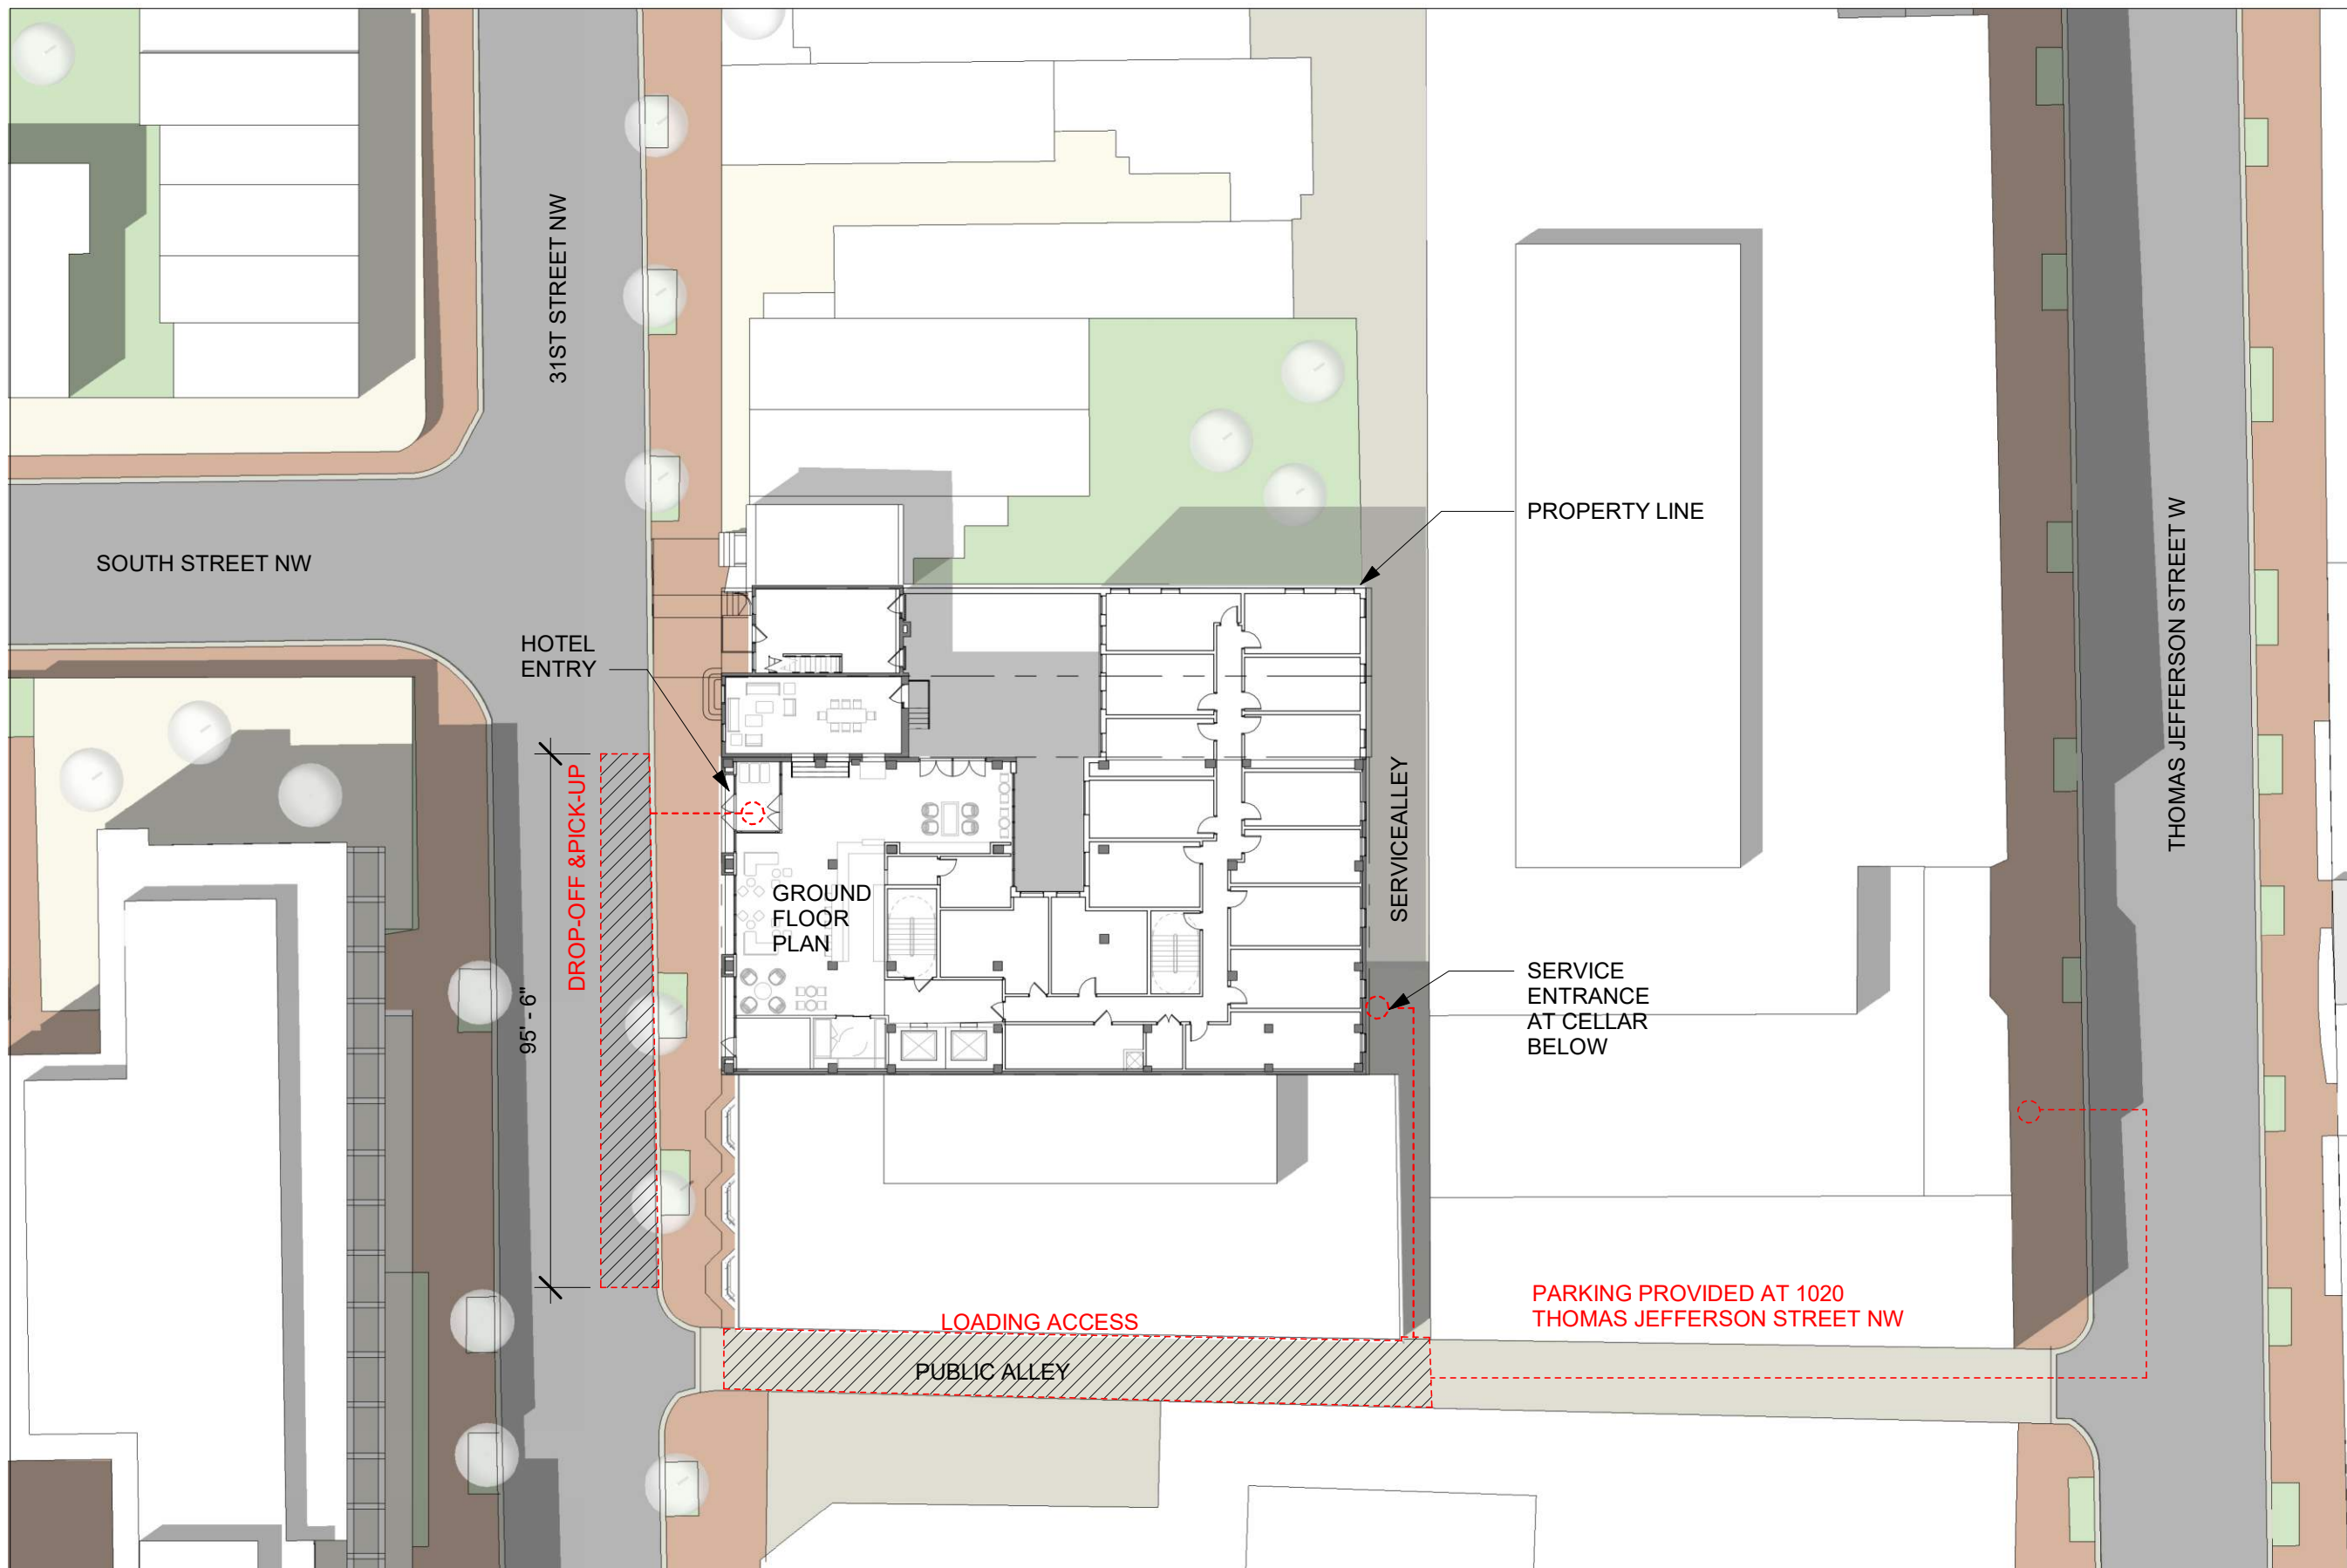 31ST STREET NW
SOUTH STREET NW
PROPERTY LINE
THOMAS JEFFERSON STREET W
HOTEL
ENTRY
DROP-OFF &PICK-UP
SERVICEALLEY
GROUND
FLOOR
PLAN
95' - 6"
SERVICE
ENTRANCE
AT CELLAR
BELOW
PARKING PROVIDED AT 1020
THOMAS JEFFERSON STREET NW
LOADING ACCESS
PUBLIC ALLEY